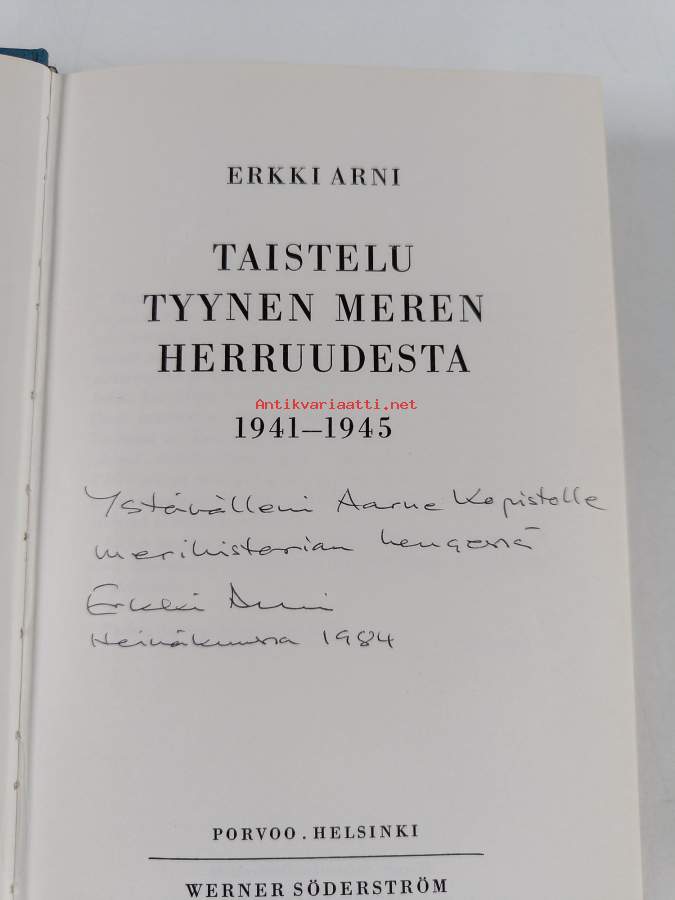 ERKKI ARNI
TAISTELU
TYYNEN MEREN
HERRUUDESTA
Antikvariaatti.net
1941–1945
Ystävälleni Aarne Kopistolle
merihistorian hengessä
Erkki Arni
Heinäkuussa 1984
PORVOO . HELSINKI
WERNER SÖDERSTRÖM